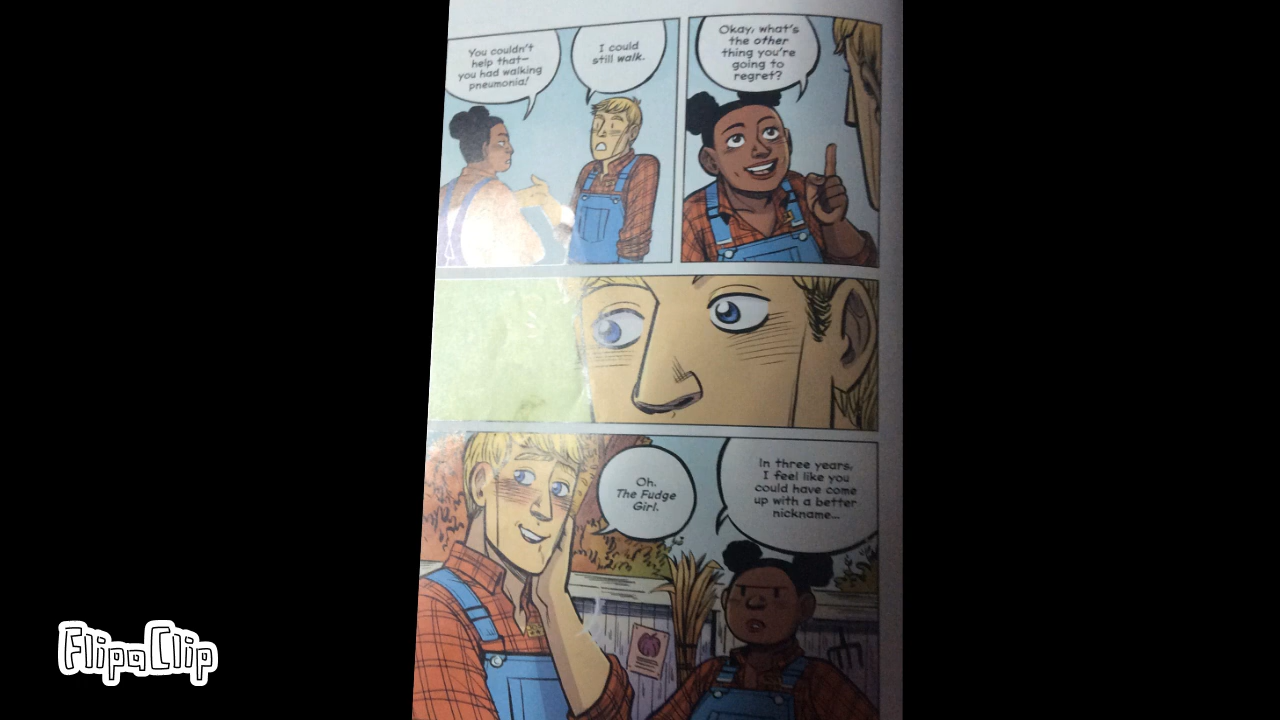 You couldn't
help that—
you had walking
pneumonia!
I could
still walk.
Okay, what's
the other
thing you're
going to
regret?
Oh.
The Fudge
Girl.
In three years,
I feel like you
could have come
up with a better
nickname...
FlipaClip